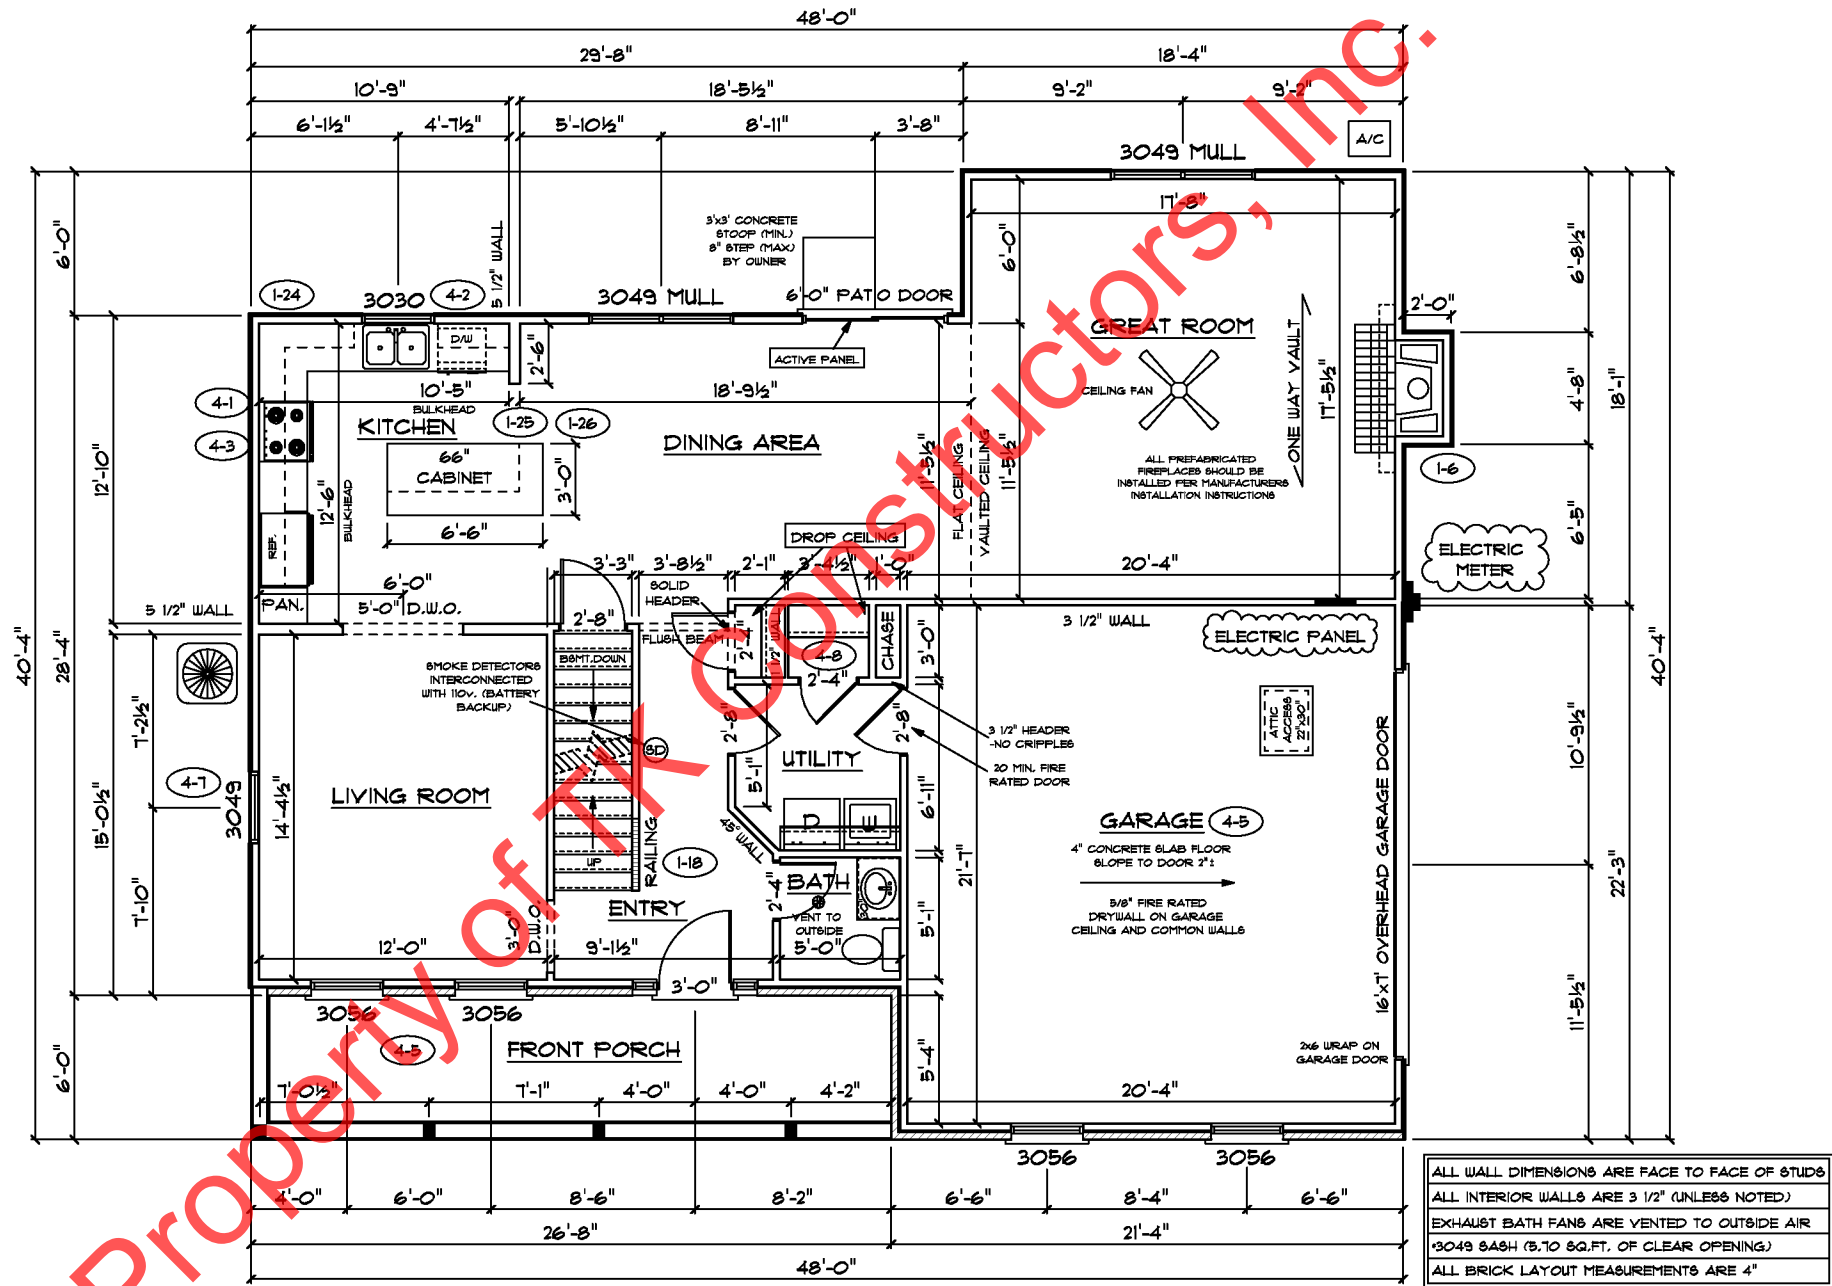 48'-0"
29'-8" 18'-4"
10'-9" 18'-5½" 9'-2" 9'-2"
6'-1½" 4'-7½" 5'-10½" 8'-11" 3'-8"
A/C
3049 MULL
17'-8"
3'x3' CONCRETE
STOOP (MIN.)
8" STEP (MAX)
BY OWNER
5 1/2" WALL
6'-0"
6'-0"
6'-8½"
1-24 3030 4-2 3049 MULL 6'-0" PATIO DOOR
2'-0"
GREAT ROOM
D/W
2'-6"
ACTIVE PANEL
ONE WAY VAULT
17'-5½"
4'-8"
18'-1"
10'-5" 18'-9½"
CEILING FAN
4-1
BULKHEAD
KITCHEN
1-25 1-26
4-3
DINING AREA
66"
CABINET
3'-0"
12'-10"
12'-6"
BULKHEAD
11'-5½"
FLAT CEILING
VAULTED CEILING
11'-5½"
ALL PREFABRICATED
FIREPLACES SHOULD BE
INSTALLED PER MANUFACTURERS
INSTALLATION INSTRUCTIONS
1-6
6'-5"
6'-6"
DROP CEILING
REF.
ELECTRIC
METER
3'-3" 3'-8½" 2'-1" 3'-4½" 1'-0" 20'-4"
6'-0"
SOLID
HEADER
PAN.
5'-0" D.W.O.
5 1/2" WALL
2'-8"
FLUSH BEAM
2'-4"
1/2" WALL
CHASE
3'-0"
3 1/2" WALL
ELECTRIC PANEL
40'-4"
28'-4"
40'-4"
BSMT. DOWN
4-8
2'-4"
SMOKE DETECTORS
INTERCONNECTED
WITH 110v. (BATTERY
BACKUP)
7'-2½"
2'-8"
2'-8"
3 1/2" HEADER
-NO CRIPPLES
ATTIC
ACCESS
22"x30"
SD
UTILITY
20 MIN. FIRE
RATED DOOR
10'-9½"
4-7
3049
LIVING ROOM
14'-4½"
15'-0½"
5'-1"
6'-11"
D W
GARAGE 4-5
4" CONCRETE SLAB FLOOR
SLOPE TO DOOR 2"±
45° WALL
RAILING
UP
1-18
21'-7"
16'x7' OVERHEAD GARAGE DOOR
22'-3"
7'-10"
BATH
2'-4"
30"
5/8" FIRE RATED
DRYWALL ON GARAGE
CEILING AND COMMON WALLS
ENTRY
VENT TO
OUTSIDE
5'-1"
3'-0"
D.W.O.
12'-0" 9'-1½" 5'-0"
3'-0"
3056 3056
11'-5½"
6'-0"
4-5
FRONT PORCH
5'-4"
2x6 WRAP ON
GARAGE DOOR
7'-0½" 7'-1" 4'-0" 4'-0" 4'-2" 20'-4"
3056 3056
4'-0" 6'-0" 8'-6" 8'-2" 6'-6" 8'-4" 6'-6"
26'-8" 21'-4"
48'-0"
ALL WALL DIMENSIONS ARE FACE TO FACE OF STUDS
ALL INTERIOR WALLS ARE 3 1/2" (UNLESS NOTED)
EXHAUST BATH FANS ARE VENTED TO OUTSIDE AIR
*3049 SASH (5.70 SQ.FT. OF CLEAR OPENING)
ALL BRICK LAYOUT MEASUREMENTS ARE 4"
Property of TK Constructors, Inc.